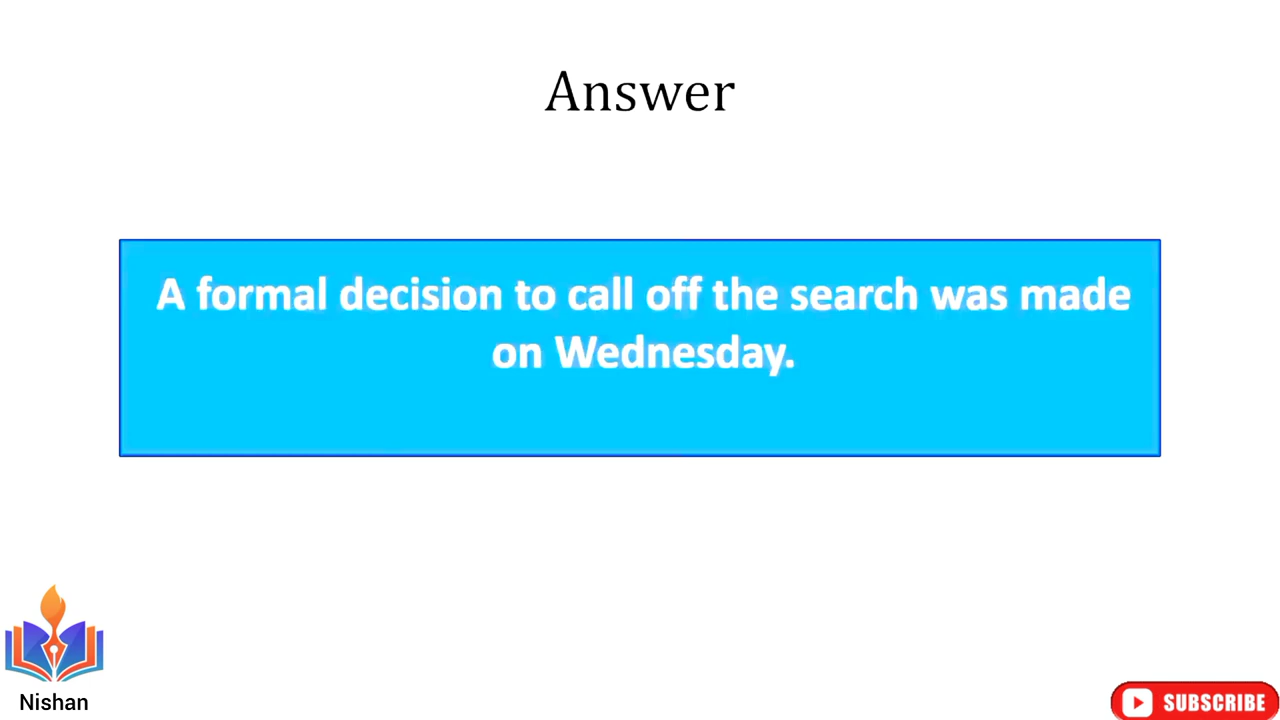 Answer
A formal decision to call off the search was made
on Wednesday.
Nishan
SUBSCRIBE